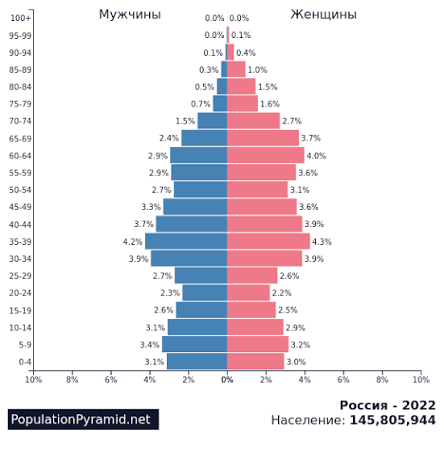 Мужчины Женщины
100+ 0.0% 0.0%
95-99 0.0% 0.1%
90-94 0.1% 0.4%
85-89 0.3% 1.0%
80-84 0.5% 1.5%
75-79 0.7% 1.6%
70-74 1.5% 2.7%
65-69 2.4% 3.7%
60-64 2.9% 4.0%
55-59 2.9% 3.6%
50-54 2.7% 3.1%
45-49 3.3% 3.6%
40-44 3.7% 3.9%
35-39 4.2% 4.3%
30-34 3.9% 3.9%
25-29 2.7% 2.6%
20-24 2.3% 2.2%
15-19 2.6% 2.5%
10-14 3.1% 2.9%
5-9 3.4% 3.2%
0-4 3.1% 3.0%
10% 8% 6% 4% 2% 0% 2% 4% 6% 8% 10%
Россия - 2022
PopulationPyramid.net Население: 145,805,944